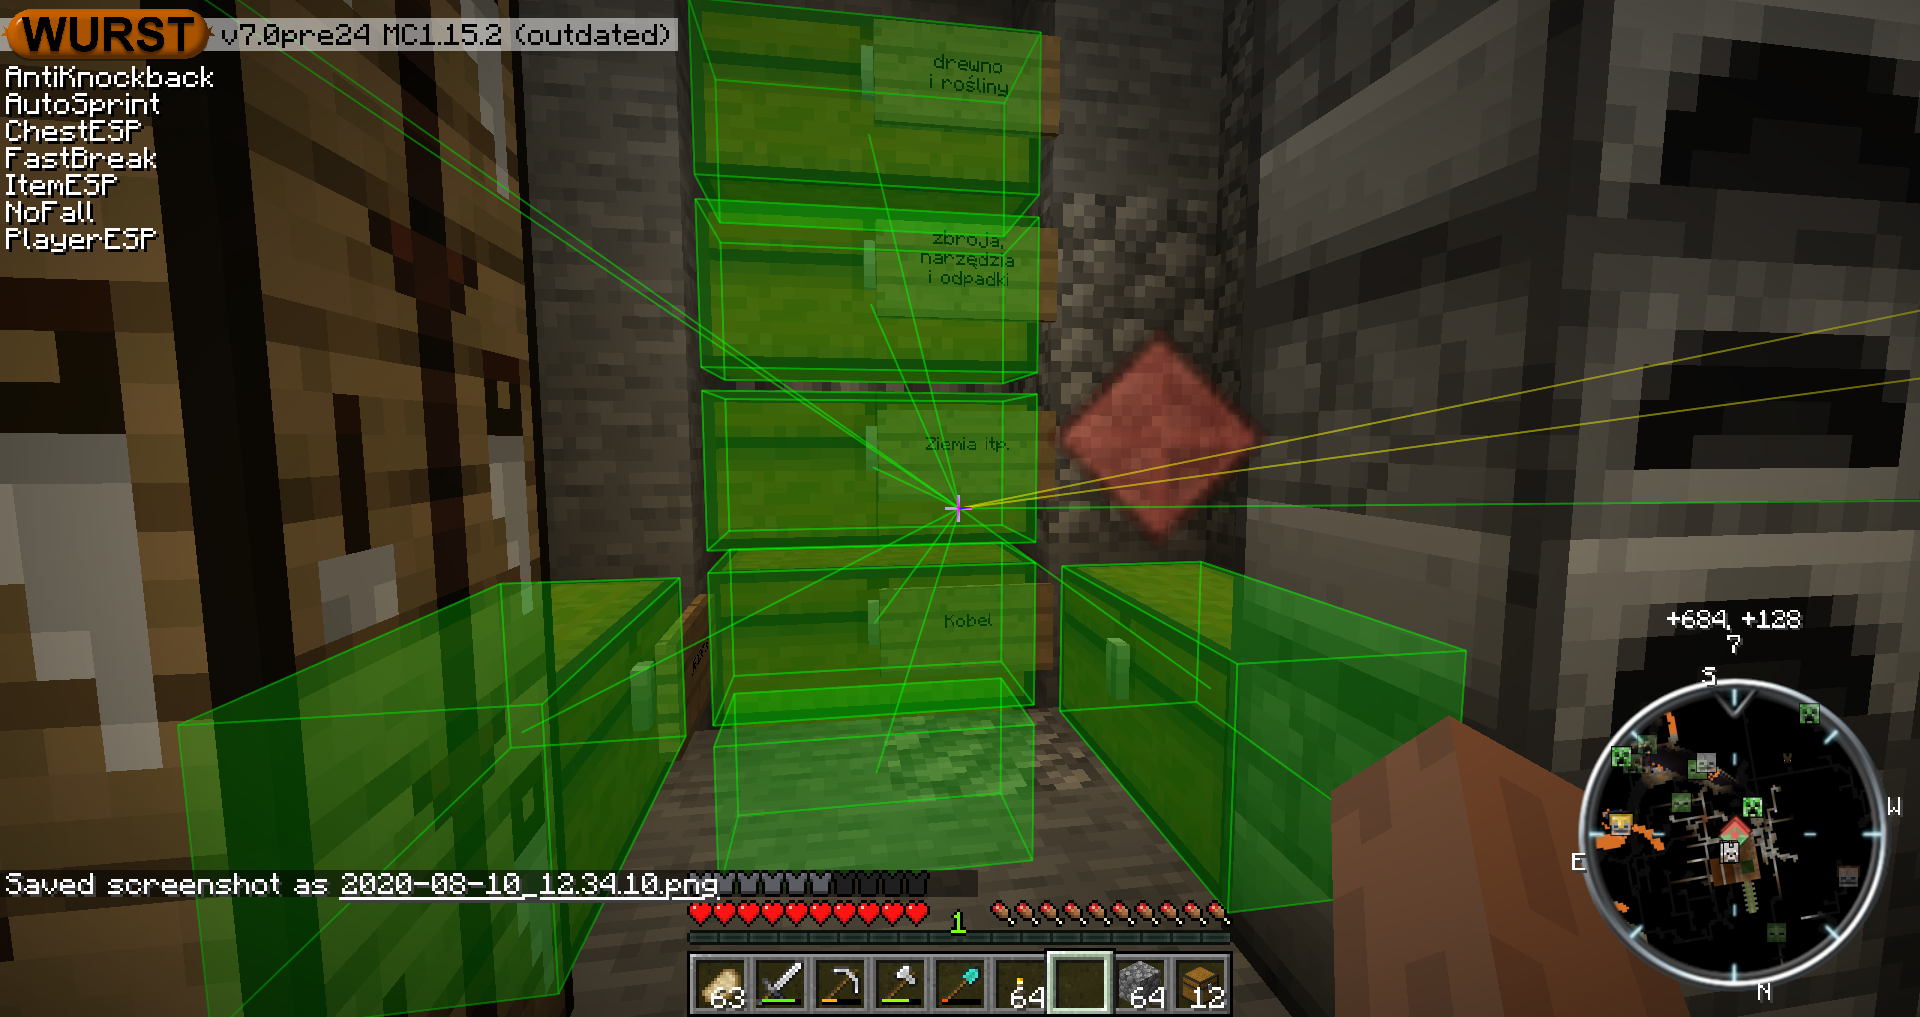 WURST v7.0pre24 MC1.15.2 (outdated)
AntiKnockback
AutoSprint
ChestESP
FastBreak
ItemESP
NoFall
PlayerESP
drewno
i rośliny
zbroja,
narzędzia
i odpadki
Ziemia itp.
Kobel
+684, +128
7
S
W
E
N
Saved screenshot as 2020-08-10_12.34.10.png
1
63
64
64
12